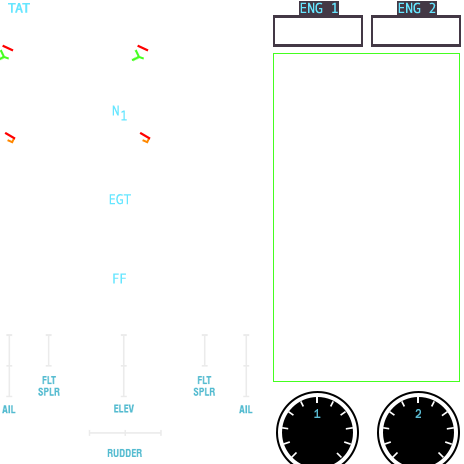 TAT
ENG 1
ENG 2
N1
EGT
FF
FLT
SPLR
FLT
SPLR
AIL
ELEV
AIL
RUDDER
1
2